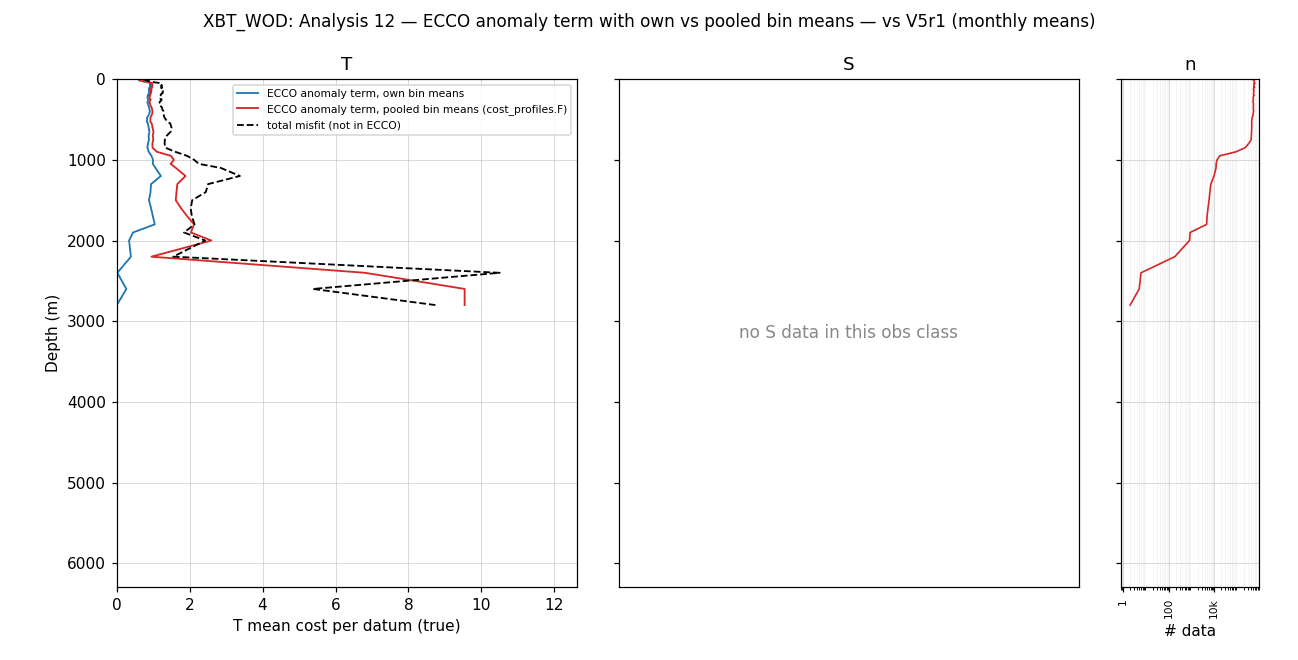 XBT_WOD: Analysis 12 — ECCO anomaly term with own vs pooled bin means — vs V5r1 (monthly means)
T
S
n
ECCO anomaly term, own bin means
ECCO anomaly term, pooled bin means (cost_profiles.F)
total misfit (not in ECCO)
no S data in this obs class
Depth (m)
0
1000
2000
3000
4000
5000
6000
0 2 4 6 8 10 12
T mean cost per datum (true)
1 100 10k
# data